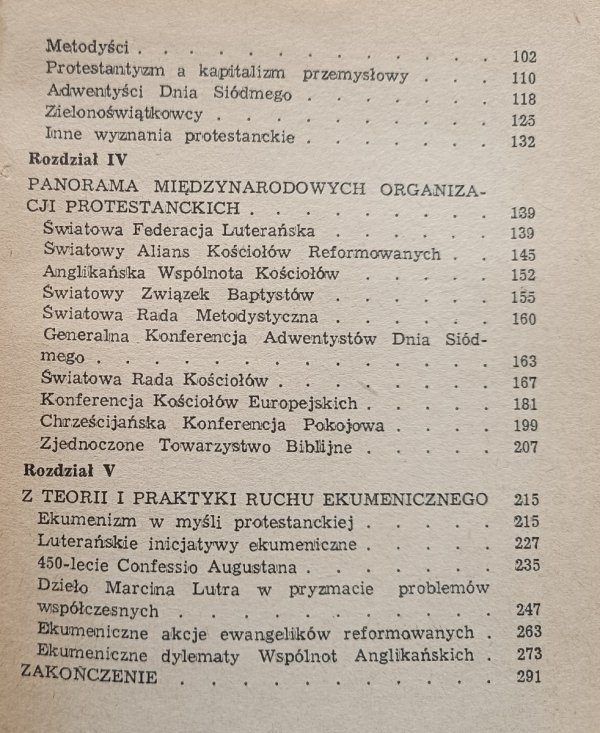 Metodyści . . . . . . . . . . . . 102
Protestantyzm a kapitalizm przemysłowy . . . 110
Adwentyści Dnia Siódmego . . . . . . . 118
Zielonoświątkowcy . . . . . . . . . 125
Inne wyznania protestanckie . . . . . . . 132
Rozdział IV
PANORAMA MIĘDZYNARODOWYCH ORGANIZA-
CJI PROTESTANCKICH . . . . . . . . 139
Światowa Federacja Luterańska . . . . . . 139
Światowy Alians Kościołów Reformowanych . . 145
Anglikańska Wspólnota Kościołów . . . . . 152
Światowy Związek Baptystów . . . . . . 155
Światowa Rada Metodystyczna . . . . . . 160
Generalna Konferencja Adwentystów Dnia Siód-
mego . . . . . . . . . . . . . 163
Światowa Rada Kościołów . . . . . . . 167
Konferencja Kościołów Europejskich . . . . . 181
Chrześcijańska Konferencja Pokojowa . . . . 199
Zjednoczone Towarzystwo Biblijne . . . . . 207
Rozdział V
Z TEORII I PRAKTYKI RUCHU EKUMENICZNEGO 215
Ekumenizm w myśli protestanckiej . . . . . 215
Luterańskie inicjatywy ekumeniczne . . . . . 227
450-lecie Confessio Augustana . . . . . . 235
Dzieło Marcina Lutra w pryzmacie problemów
współczesnych . . . . . . . . . . 247
Ekumeniczne akcje ewangelików reformowanych . 263
Ekumeniczne dylematy Wspólnot Anglikańskich . 273
ZAKOŃCZENIE . . . . . . . . . . . 291